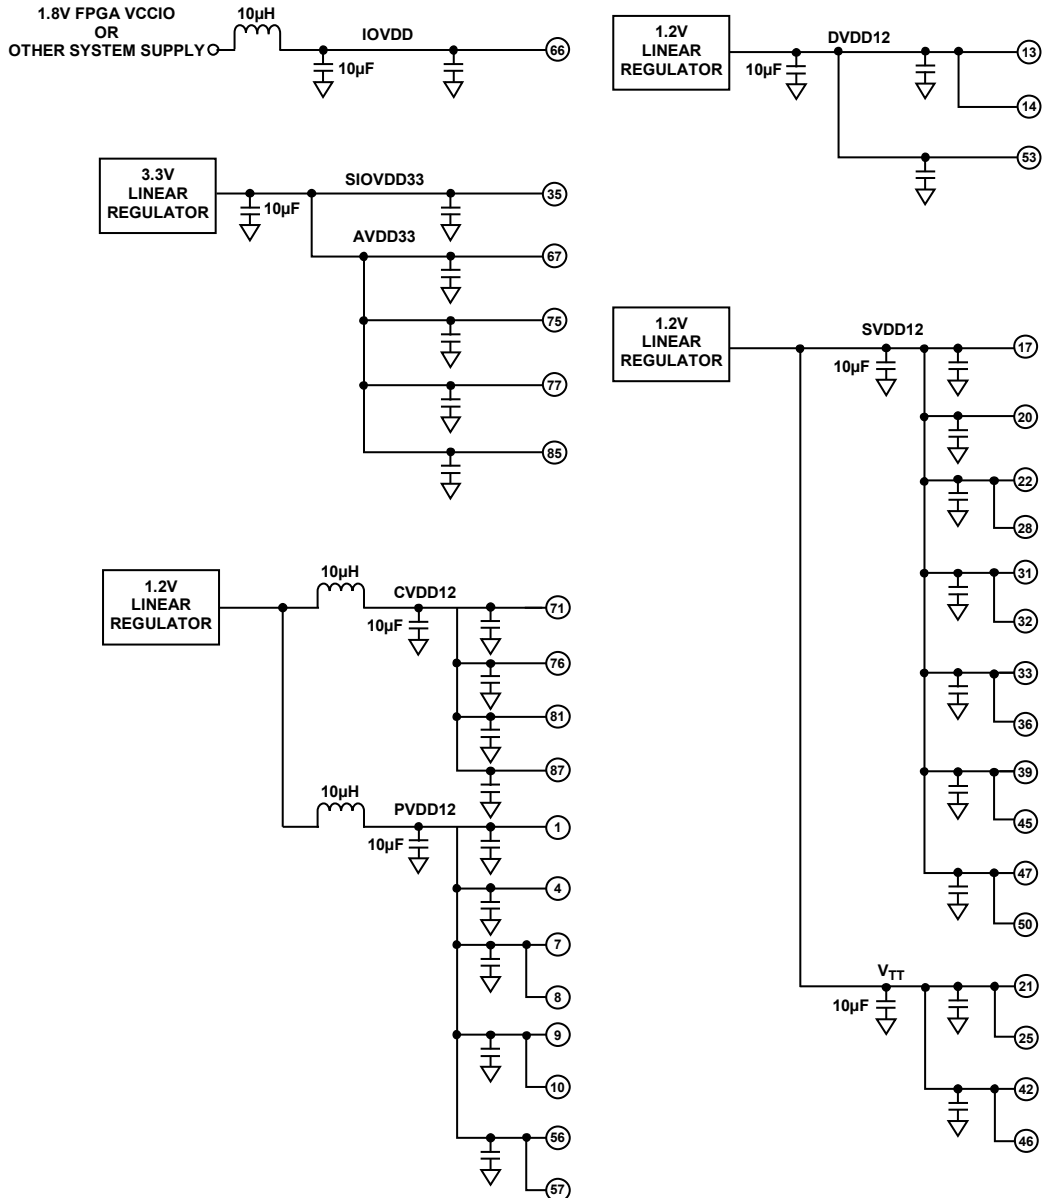 1.8V FPGA VCCIO
OR
OTHER SYSTEM SUPPLY
10µH
IOVDD
10µF
66
1.2V
LINEAR
REGULATOR
DVDD12
10µF
13
14
53
3.3V
LINEAR
REGULATOR
SIOVDD33
10µF
35
AVDD33
67
75
77
85
1.2V
LINEAR
REGULATOR
SVDD12
10µF
17
20
22
28
31
32
33
36
39
45
47
50
VTT
10µF
21
25
42
46
1.2V
LINEAR
REGULATOR
10µH
CVDD12
10µF
71
76
81
87
10µH
PVDD12
10µF
1
4
7
8
9
10
56
57